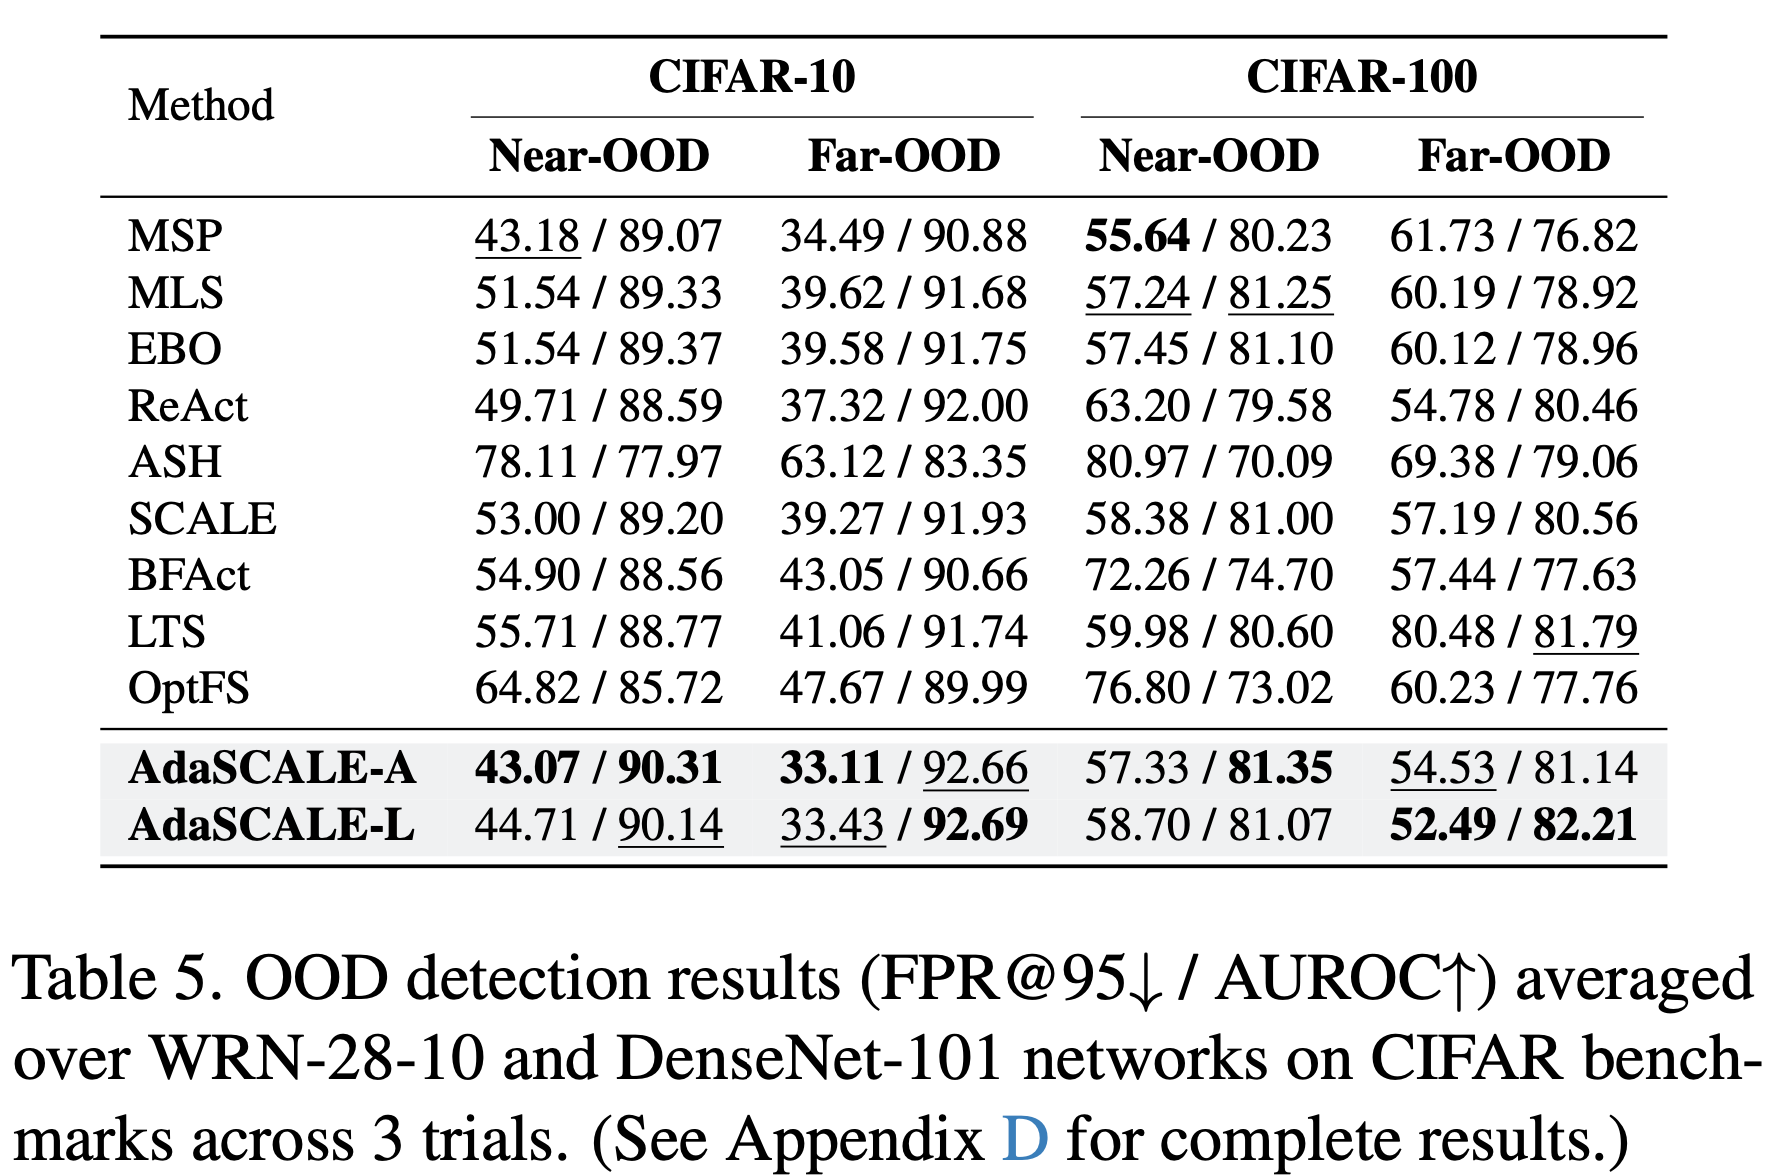 Method CIFAR-10 CIFAR-100
Near-OOD Far-OOD Near-OOD Far-OOD
MSP 43.18 / 89.07 34.49 / 90.88 55.64 / 80.23 61.73 / 76.82
MLS 51.54 / 89.33 39.62 / 91.68 57.24 / 81.25 60.19 / 78.92
EBO 51.54 / 89.37 39.58 / 91.75 57.45 / 81.10 60.12 / 78.96
ReAct 49.71 / 88.59 37.32 / 92.00 63.20 / 79.58 54.78 / 80.46
ASH 78.11 / 77.97 63.12 / 83.35 80.97 / 70.09 69.38 / 79.06
SCALE 53.00 / 89.20 39.27 / 91.93 58.38 / 81.00 57.19 / 80.56
BFAct 54.90 / 88.56 43.05 / 90.66 72.26 / 74.70 57.44 / 77.63
LTS 55.71 / 88.77 41.06 / 91.74 59.98 / 80.60 80.48 / 81.79
OptFS 64.82 / 85.72 47.67 / 89.99 76.80 / 73.02 60.23 / 77.76
AdaSCALE-A 43.07 / 90.31 33.11 / 92.66 57.33 / 81.35 54.53 / 81.14
AdaSCALE-L 44.71 / 90.14 33.43 / 92.69 58.70 / 81.07 52.49 / 82.21
Table 5. OOD detection results (FPR@95↓ / AUROC↑) averaged
over WRN-28-10 and DenseNet-101 networks on CIFAR bench-
marks across 3 trials. (See Appendix D for complete results.)